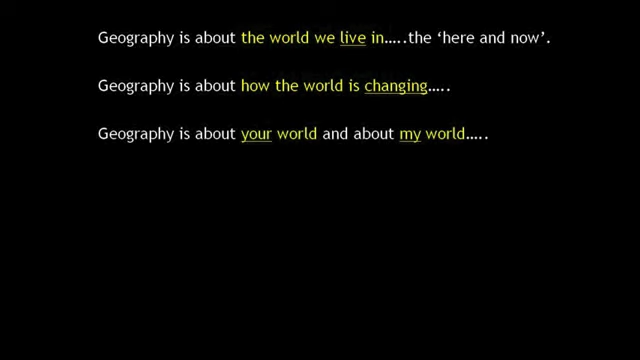 Geography is about the world we live in…..the ‘here and now’.
Geography is about how the world is changing…..
Geography is about your world and about my world…..